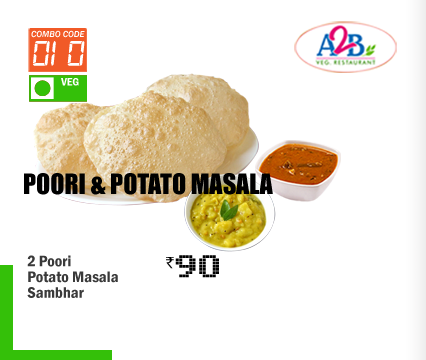 COMBO CODE
010
VEG
A2B
VEG. RESTAURANT
POORI & POTATO MASALA
2 Poori
Potato Masala
Sambhar
₹90